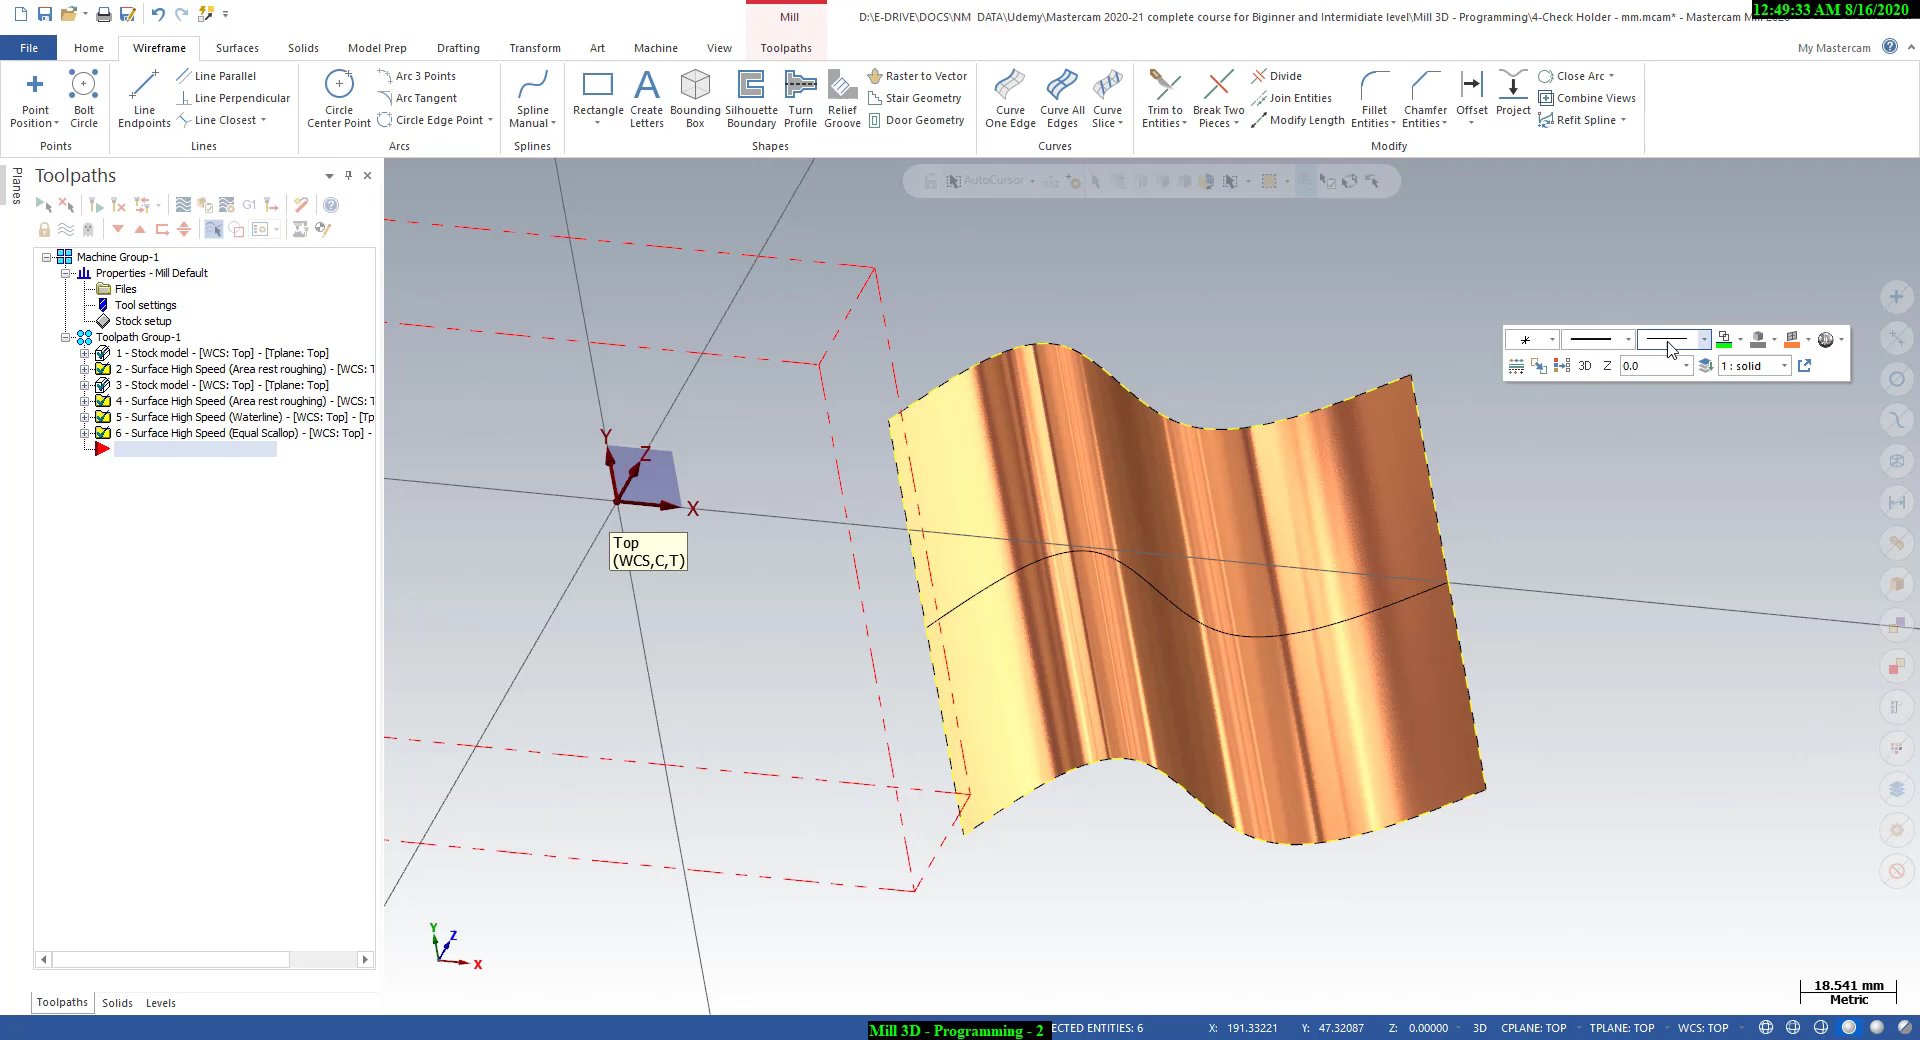 Mill
D:\E-DRIVE\DOCS\NM DATA\Udemy\Mastercam 2020-21 complete course for Biginner and Intermidiate level\Mill 3D - Programming\4-Check Holder - mm.mcam* - Mastercam
12:49:33 AM 8/16/2020
File Home Wireframe Surfaces Solids Model Prep Drafting Transform Art Machine View Toolpaths
My Mastercam
Point Position
Bolt Circle
Points
Line Endpoints
Line Parallel
Line Perpendicular
Line Closest
Lines
Circle Center Point
Arc 3 Points
Arc Tangent
Circle Edge Point
Arcs
Spline Manual
Splines
Rectangle
Create Letters
Bounding Box
Silhouette Boundary
Turn Profile
Relief Groove
Raster to Vector
Stair Geometry
Door Geometry
Shapes
Curve One Edge
Curve All Edges
Curve Slice
Curves
Trim to Entities
Break Two Pieces
Divide
Join Entities
Modify Length
Fillet Entities
Chamfer Entities
Offset
Project
Close Arc
Combine Views
Refit Spline
Modify
Planes
Toolpaths
G1
Machine Group-1
Properties - Mill Default
Files
Tool settings
Stock setup
Toolpath Group-1
1 - Stock model - [WCS: Top] - [Tplane: Top]
2 - Surface High Speed (Area rest roughing) - [WCS: T
3 - Stock model - [WCS: Top] - [Tplane: Top]
4 - Surface High Speed (Area rest roughing) - [WCS: T
5 - Surface High Speed (Waterline) - [WCS: Top] - [Tp
6 - Surface High Speed (Equal Scallop) - [WCS: Top] -
AutoCursor
3D Z 0.0 1 : solid
Y
Z
X
Top
(WCS,C,T)
Y
Z
X
18.541 mm
Metric
Toolpaths Solids Levels
Mill 3D - Programming - 2
ECTED ENTITIES: 6 X: 191.33221 Y: 47.32087 Z: 0.00000 3D CPLANE: TOP TPLANE: TOP WCS: TOP